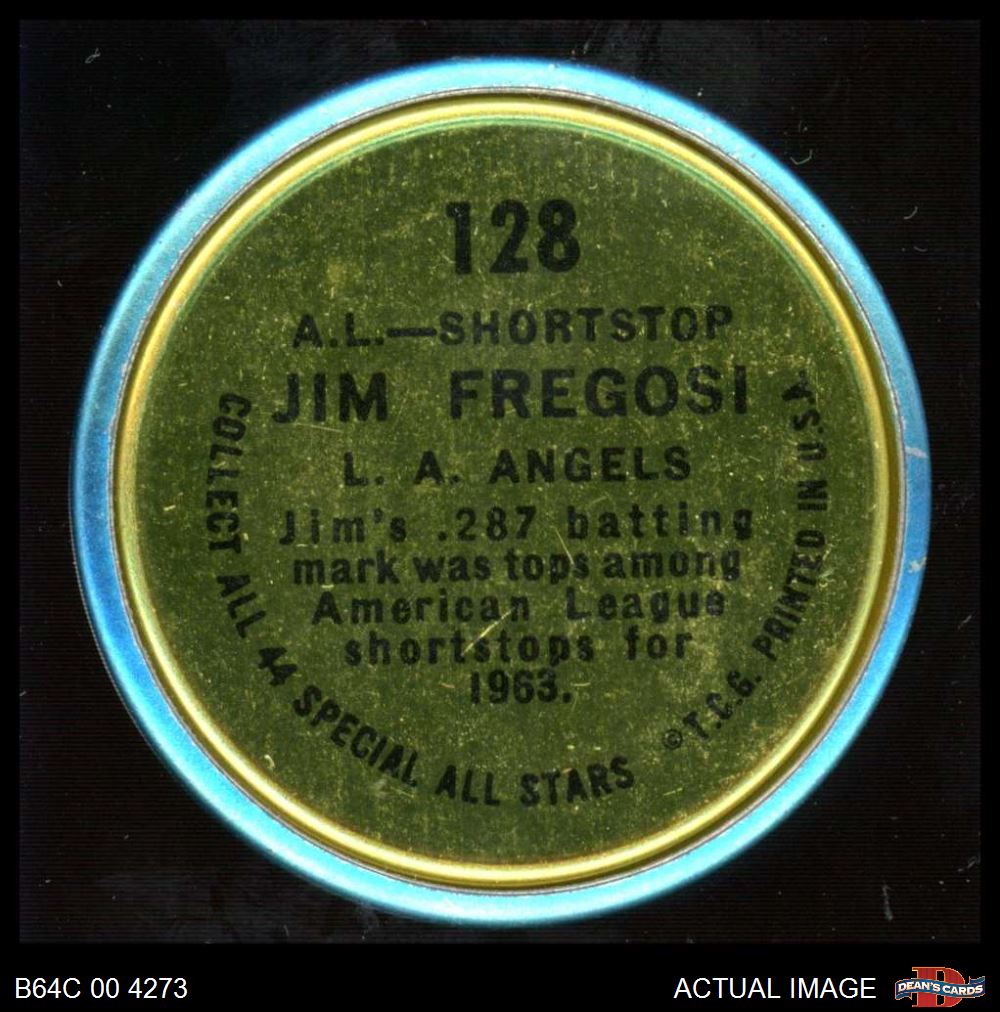 128
A.L.—SHORTSTOP
JIM FREGOSI
L. A. ANGELS
Jim's .287 batting
mark was tops among
American League
shortstops for
1963.
COLLECT ALL 44 SPECIAL ALL STARS
© T.C.G. PRINTED IN U.S.A.
B64C 00 4273
ACTUAL IMAGE
DEAN'S CARDS